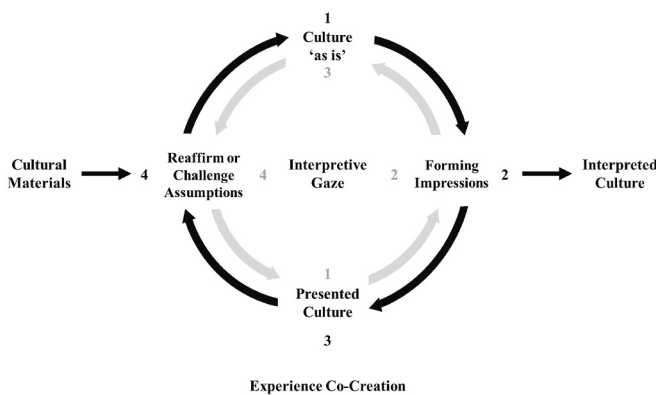 1
Culture
‘as is’
3
Cultural
Materials
4
Reaffirm or
Challenge
Assumptions
4
Interpretive
Gaze
2
Forming
Impressions
2
Interpreted
Culture
1
Presented
Culture
3
Experience Co-Creation